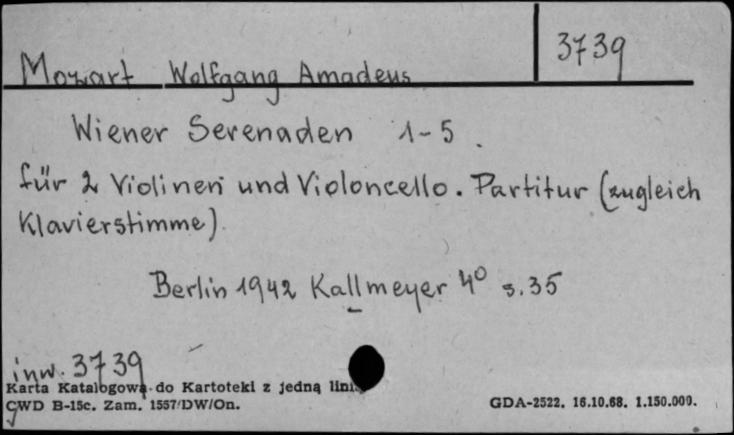 3739
Mozart Wolfgang Amadeus
Wiener Serenaden 1-5.
für 2 Violinen und Violoncello. Partitur (zugleich
Klavierstimme).
Berlin 1942 Kallmeyer 4º s. 35
inw. 3739
Karta Katalogowa do Kartoteki z jedną
CWD B-15c. Zam. 1557/DW/On.
GDA-2522. 16.10.68. 1.150.000.